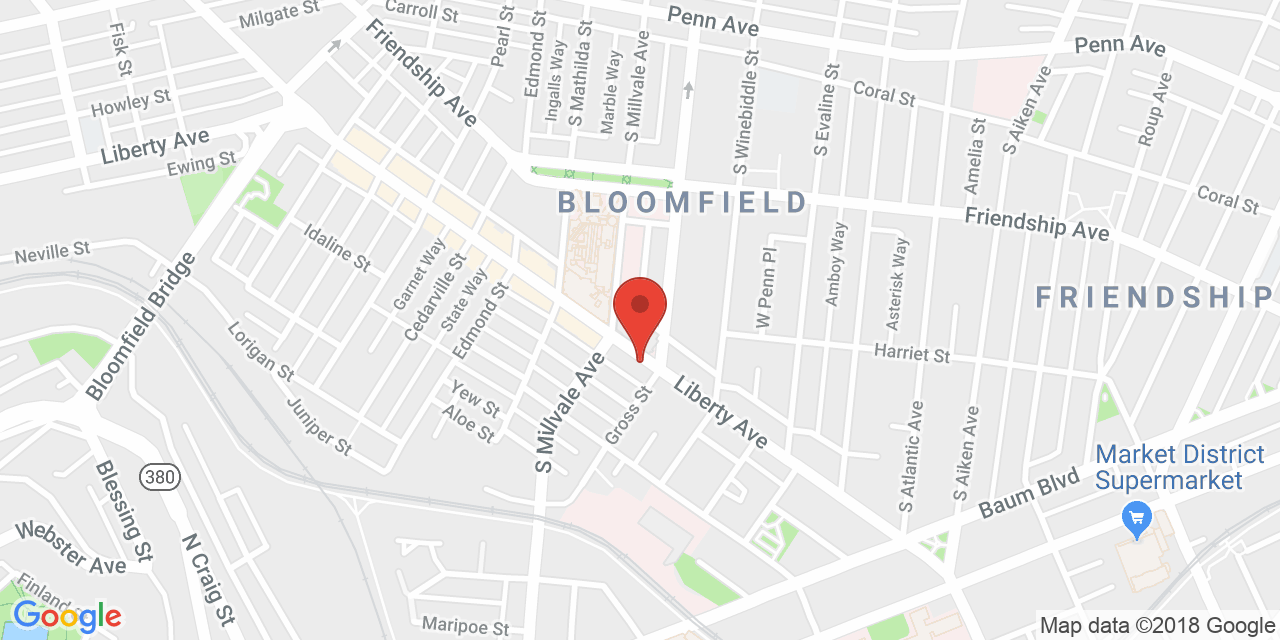 Milgate St
Carroll St
Pearl St
Edmond St
Ingalls Way
S Mathilda St
Marble Way
S Millvale Ave
Penn Ave
Penn Ave
Fisk St
Friendship Ave
S Winebiddle St
S Evaline St
Coral St
S Aiken Ave
Roup Ave
Howley St
Liberty Ave
Ewing St
Amelia St
Coral St
BLOOMFIELD
Friendship Ave
Neville St
Idaline St
Garnet Way
Cedarville St
State Way
Edmond St
W Penn Pl
Amboy Way
Asterisk Way
FRIENDSHIP
Bloomfield Bridge
Lorigan St
Juniper St
Harriet St
Yew St
Aloe St
S Millvale Ave
Gross St
Liberty Ave
S Atlantic Ave
S Aiken Ave
Baum Blvd
Market District
Supermarket
380
Blessing St
N Craig St
Webster Ave
Finland
Maripoe St
Google
Map data ©2018 Google